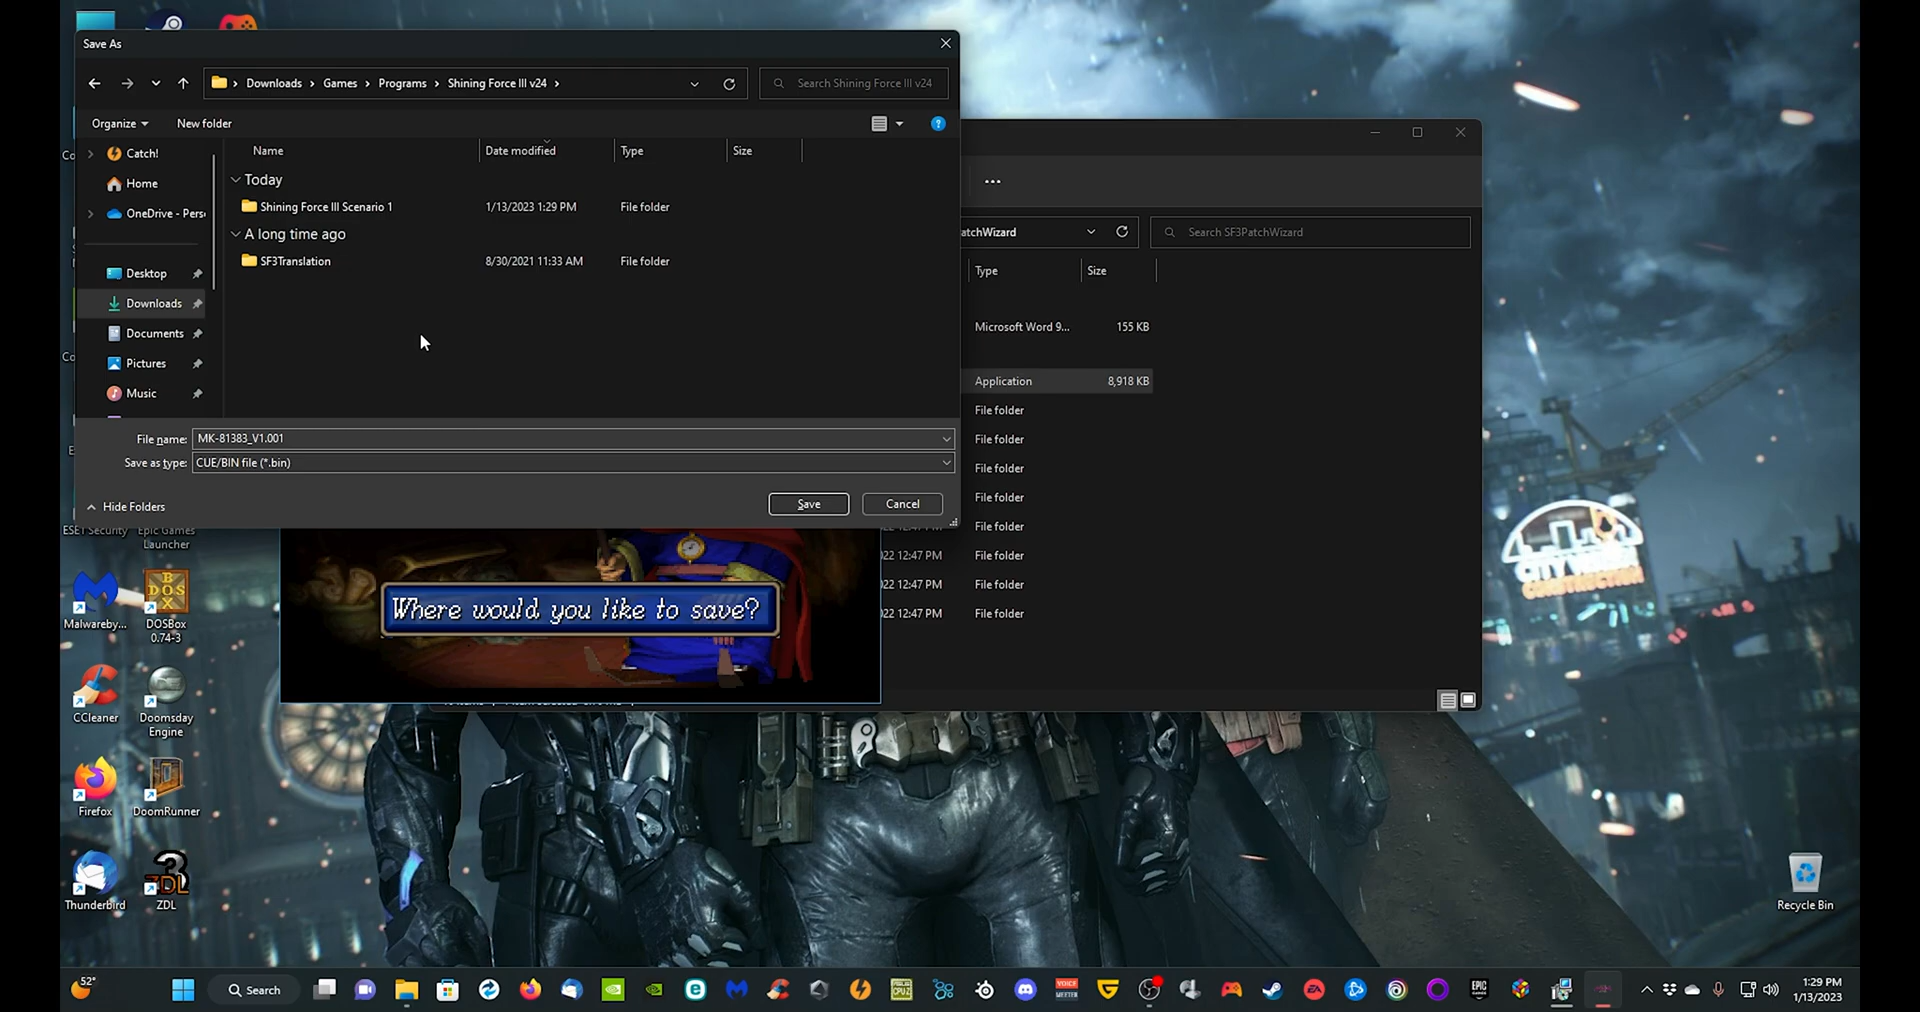 Save As
Downloads
Games
Programs
Shining Force III v24
Search Shining Force III v24
Organize
New folder
Name
Date modified
Type
Size
Catch!
Home
OneDrive - Pers
Desktop
Downloads
Documents
Pictures
Music
Today
Shining Force III Scenario 1
1/13/2023 1:29 PM
File folder
A long time ago
SF3Translation
8/30/2021 11:33 AM
File folder
File name:
MK-81383_V1.001
Save as type:
CUE/BIN file (*.bin)
Hide Folders
Save
Cancel
atchWizard
Search SF3PatchWizard
Type
Size
Microsoft Word 9...
155 KB
Application
8,918 KB
File folder
File folder
File folder
File folder
File folder
22 12:47 PM
File folder
22 12:47 PM
File folder
22 12:47 PM
File folder
Where would you like to save?
ESET Security
Epic Games
Launcher
Malwareby...
DOSBox
0.74-3
CCleaner
Doomsday
Engine
Firefox
DoomRunner
Thunderbird
3
ZDL
ZDL
CITY WIDE
CONSTRUCTION
Recycle Bin
52°
Search
1:29 PM
1/13/2023